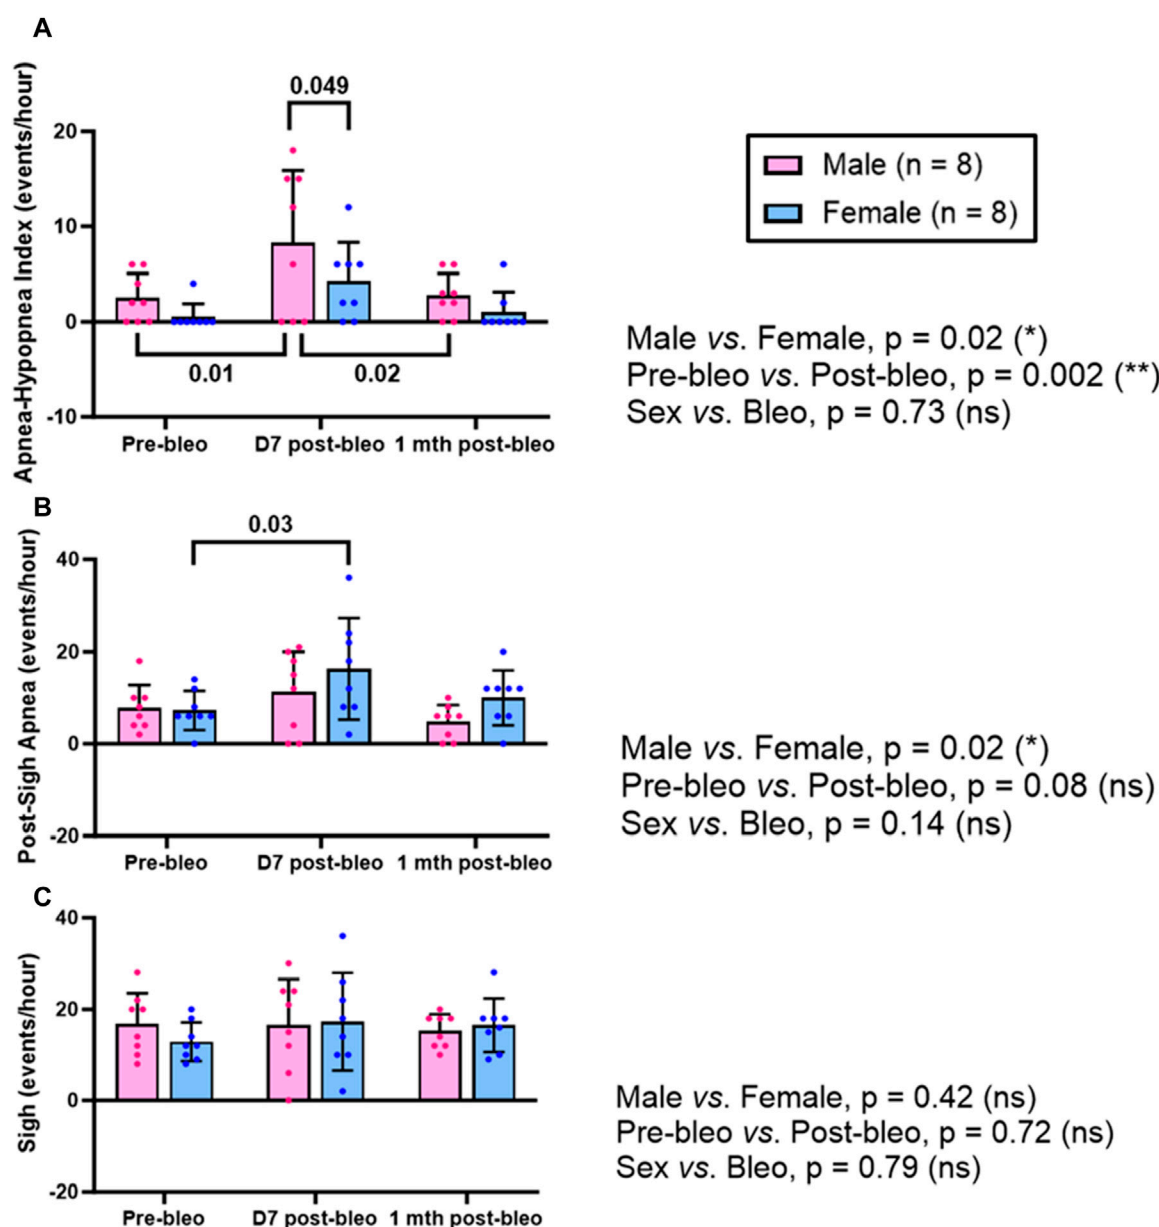 A
Apnea-Hypopnea Index (events/hour)
0.049
20
10
0
-10
0.01
0.02
Pre-bleo
D7 post-bleo
1 mth post-bleo
Male (n = 8)
Female (n = 8)
Male vs. Female, p = 0.02 (*)
Pre-bleo vs. Post-bleo, p = 0.002 (**)
Sex vs. Bleo, p = 0.73 (ns)
B
Post-Sigh Apnea (events/hour)
0.03
40
20
0
-20
Pre-bleo
D7 post-bleo
1 mth post-bleo
Male vs. Female, p = 0.02 (*)
Pre-bleo vs. Post-bleo, p = 0.08 (ns)
Sex vs. Bleo, p = 0.14 (ns)
C
Sigh (events/hour)
40
20
0
-20
Pre-bleo
D7 post-bleo
1 mth post-bleo
Male vs. Female, p = 0.42 (ns)
Pre-bleo vs. Post-bleo, p = 0.72 (ns)
Sex vs. Bleo, p = 0.79 (ns)